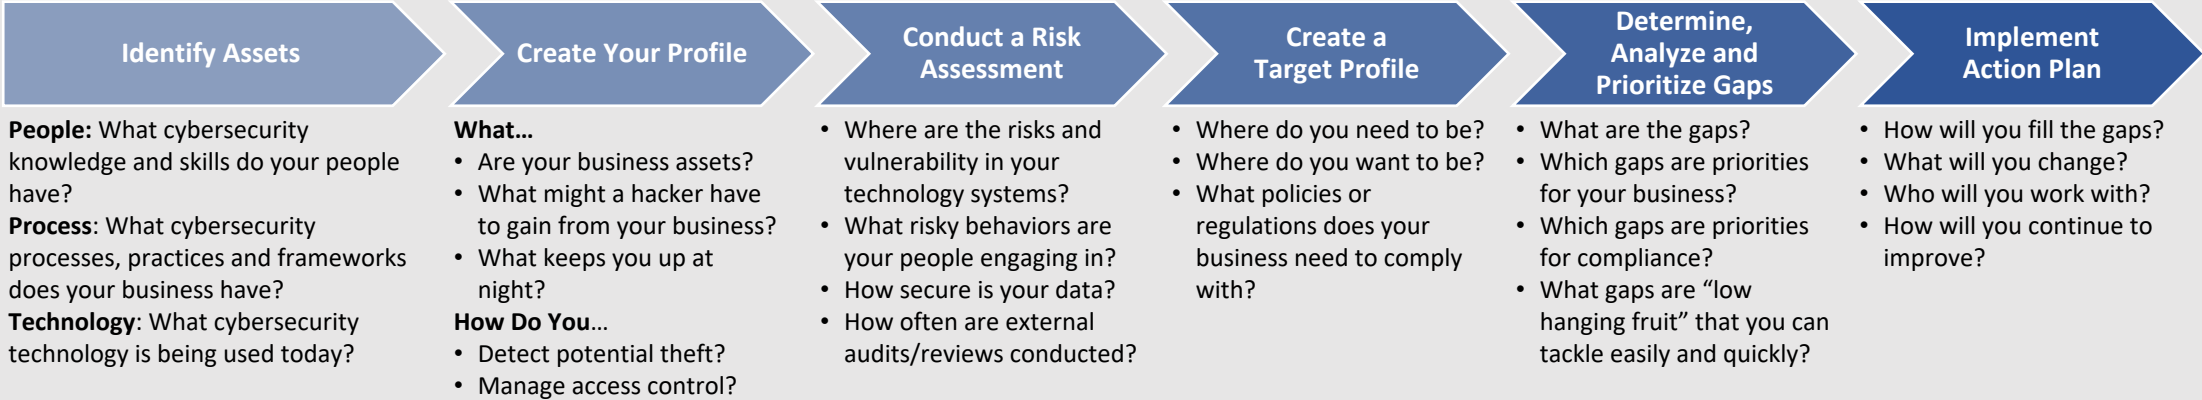 Identify Assets
People: What cybersecurity
knowledge and skills do your people
have?
Process: What cybersecurity
processes, practices and frameworks
does your business have?
Technology: What cybersecurity
technology is being used today?
Create Your Profile
What…
• Are your business assets?
• What might a hacker have
to gain from your business?
• What keeps you up at
night?
How Do You…
• Detect potential theft?
• Manage access control?
Conduct a Risk
Assessment
• Where are the risks and
vulnerability in your
technology systems?
• What risky behaviors are
your people engaging in?
• How secure is your data?
• How often are external
audits/reviews conducted?
Create a
Target Profile
• Where do you need to be?
• Where do you want to be?
• What policies or
regulations does your
business need to comply
with?
Determine,
Analyze and
Prioritize Gaps
• What are the gaps?
• Which gaps are priorities
for your business?
• Which gaps are priorities
for compliance?
• What gaps are “low
hanging fruit” that you can
tackle easily and quickly?
Implement
Action Plan
• How will you fill the gaps?
• What will you change?
• Who will you work with?
• How will you continue to
improve?